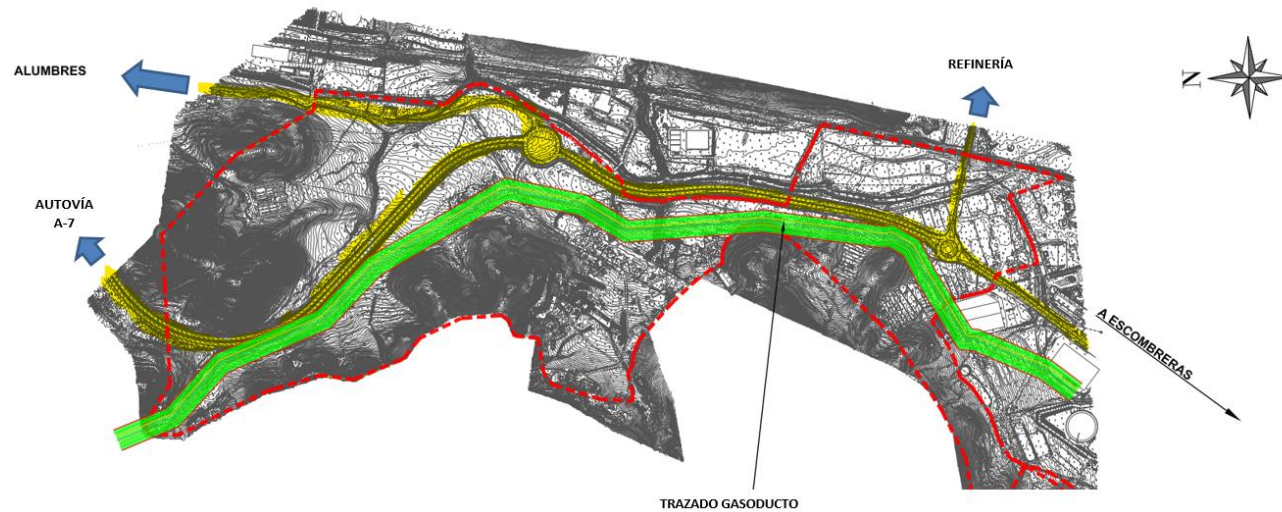 ALUMBRES
REFINERÍA
N
AUTOVÍA
A-7
A ESCOMBRERAS
TRAZADO GASODUCTO